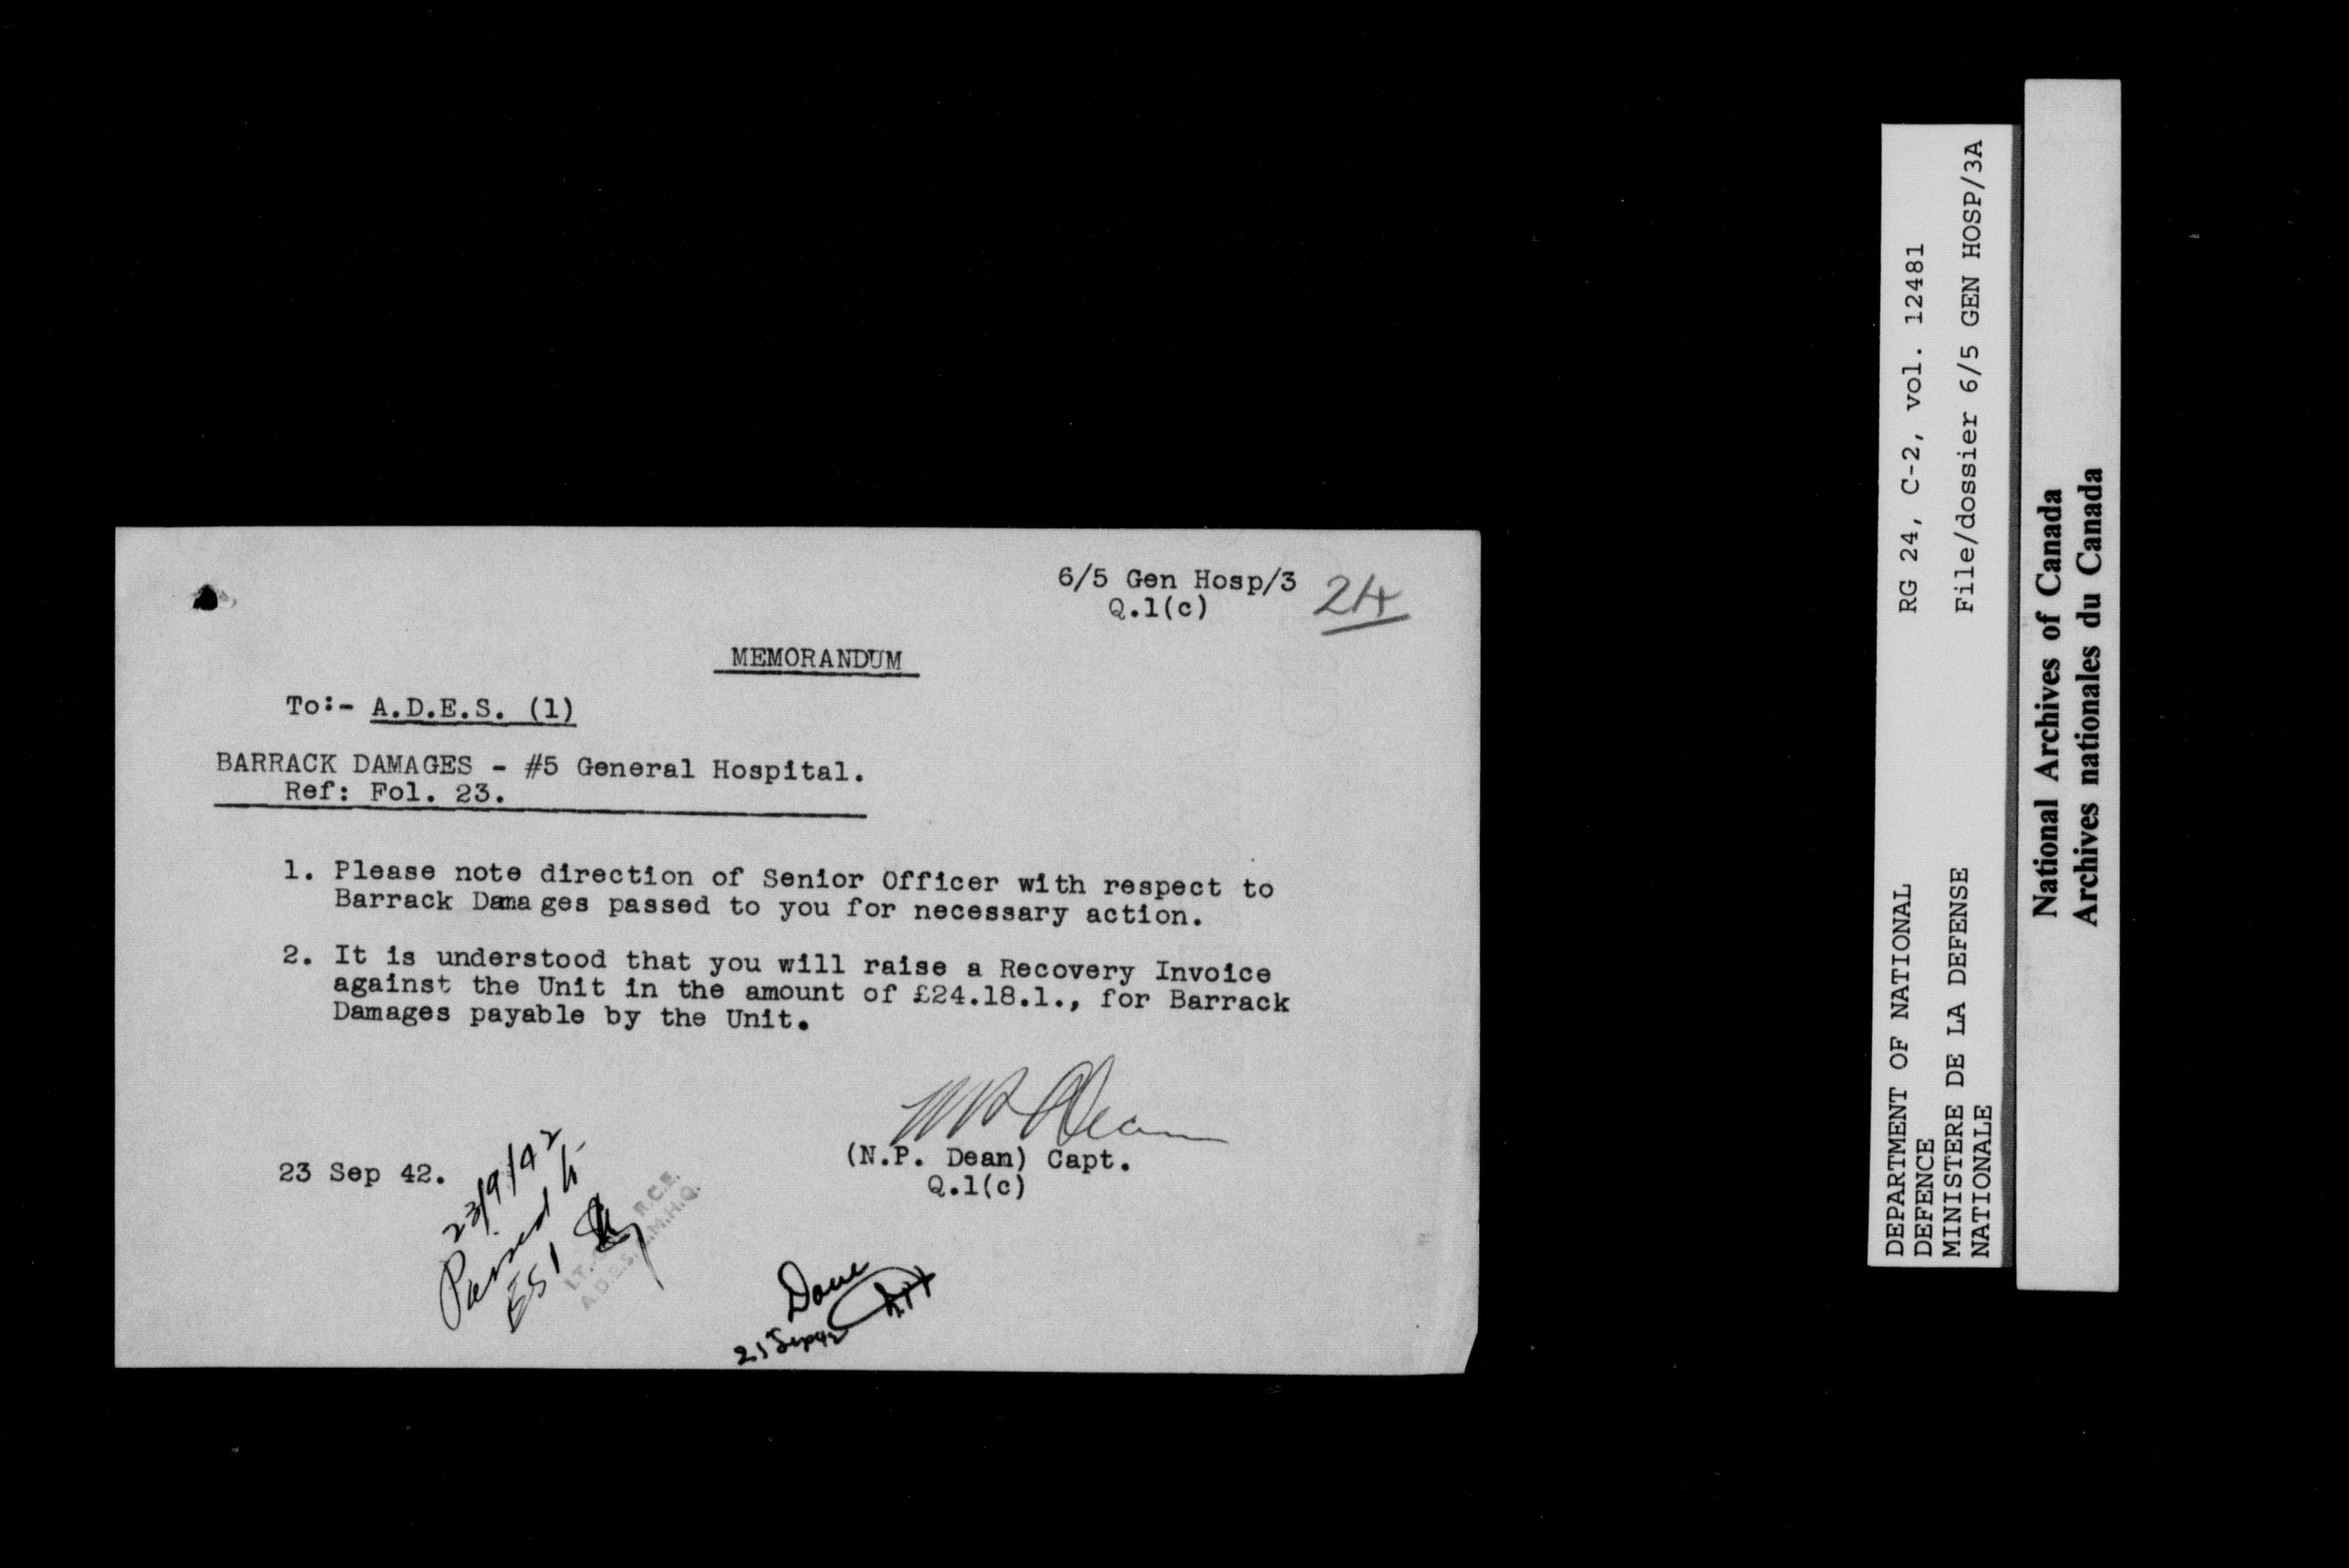 6/5 Gen Hosp/3
Q.1(c)
24
MEMORANDUM
To:- A.D.E.S. (1)
BARRACK DAMAGES - #5 General Hospital.
Ref: Fol. 23.
1. Please note direction of Senior Officer with respect to
Barrack Damages passed to you for necessary action.
2. It is understood that you will raise a Recovery Invoice
against the Unit in the amount of £24.18.1., for Barrack
Damages payable by the Unit.
(N.P. Dean) Capt.
Q.1(c)
23 Sep 42.
23/9/42
Passed to
ES 1
R.C.E.
A.D.E.S.
Done
DEPARTMENT OF NATIONAL
DEFENCE
MINISTERE DE LA DEFENSE
NATIONALE
RG 24, C-2, vol. 12481
File/dossier 6/5 GEN HOSP/3A
National Archives of Canada
Archives nationales du Canada